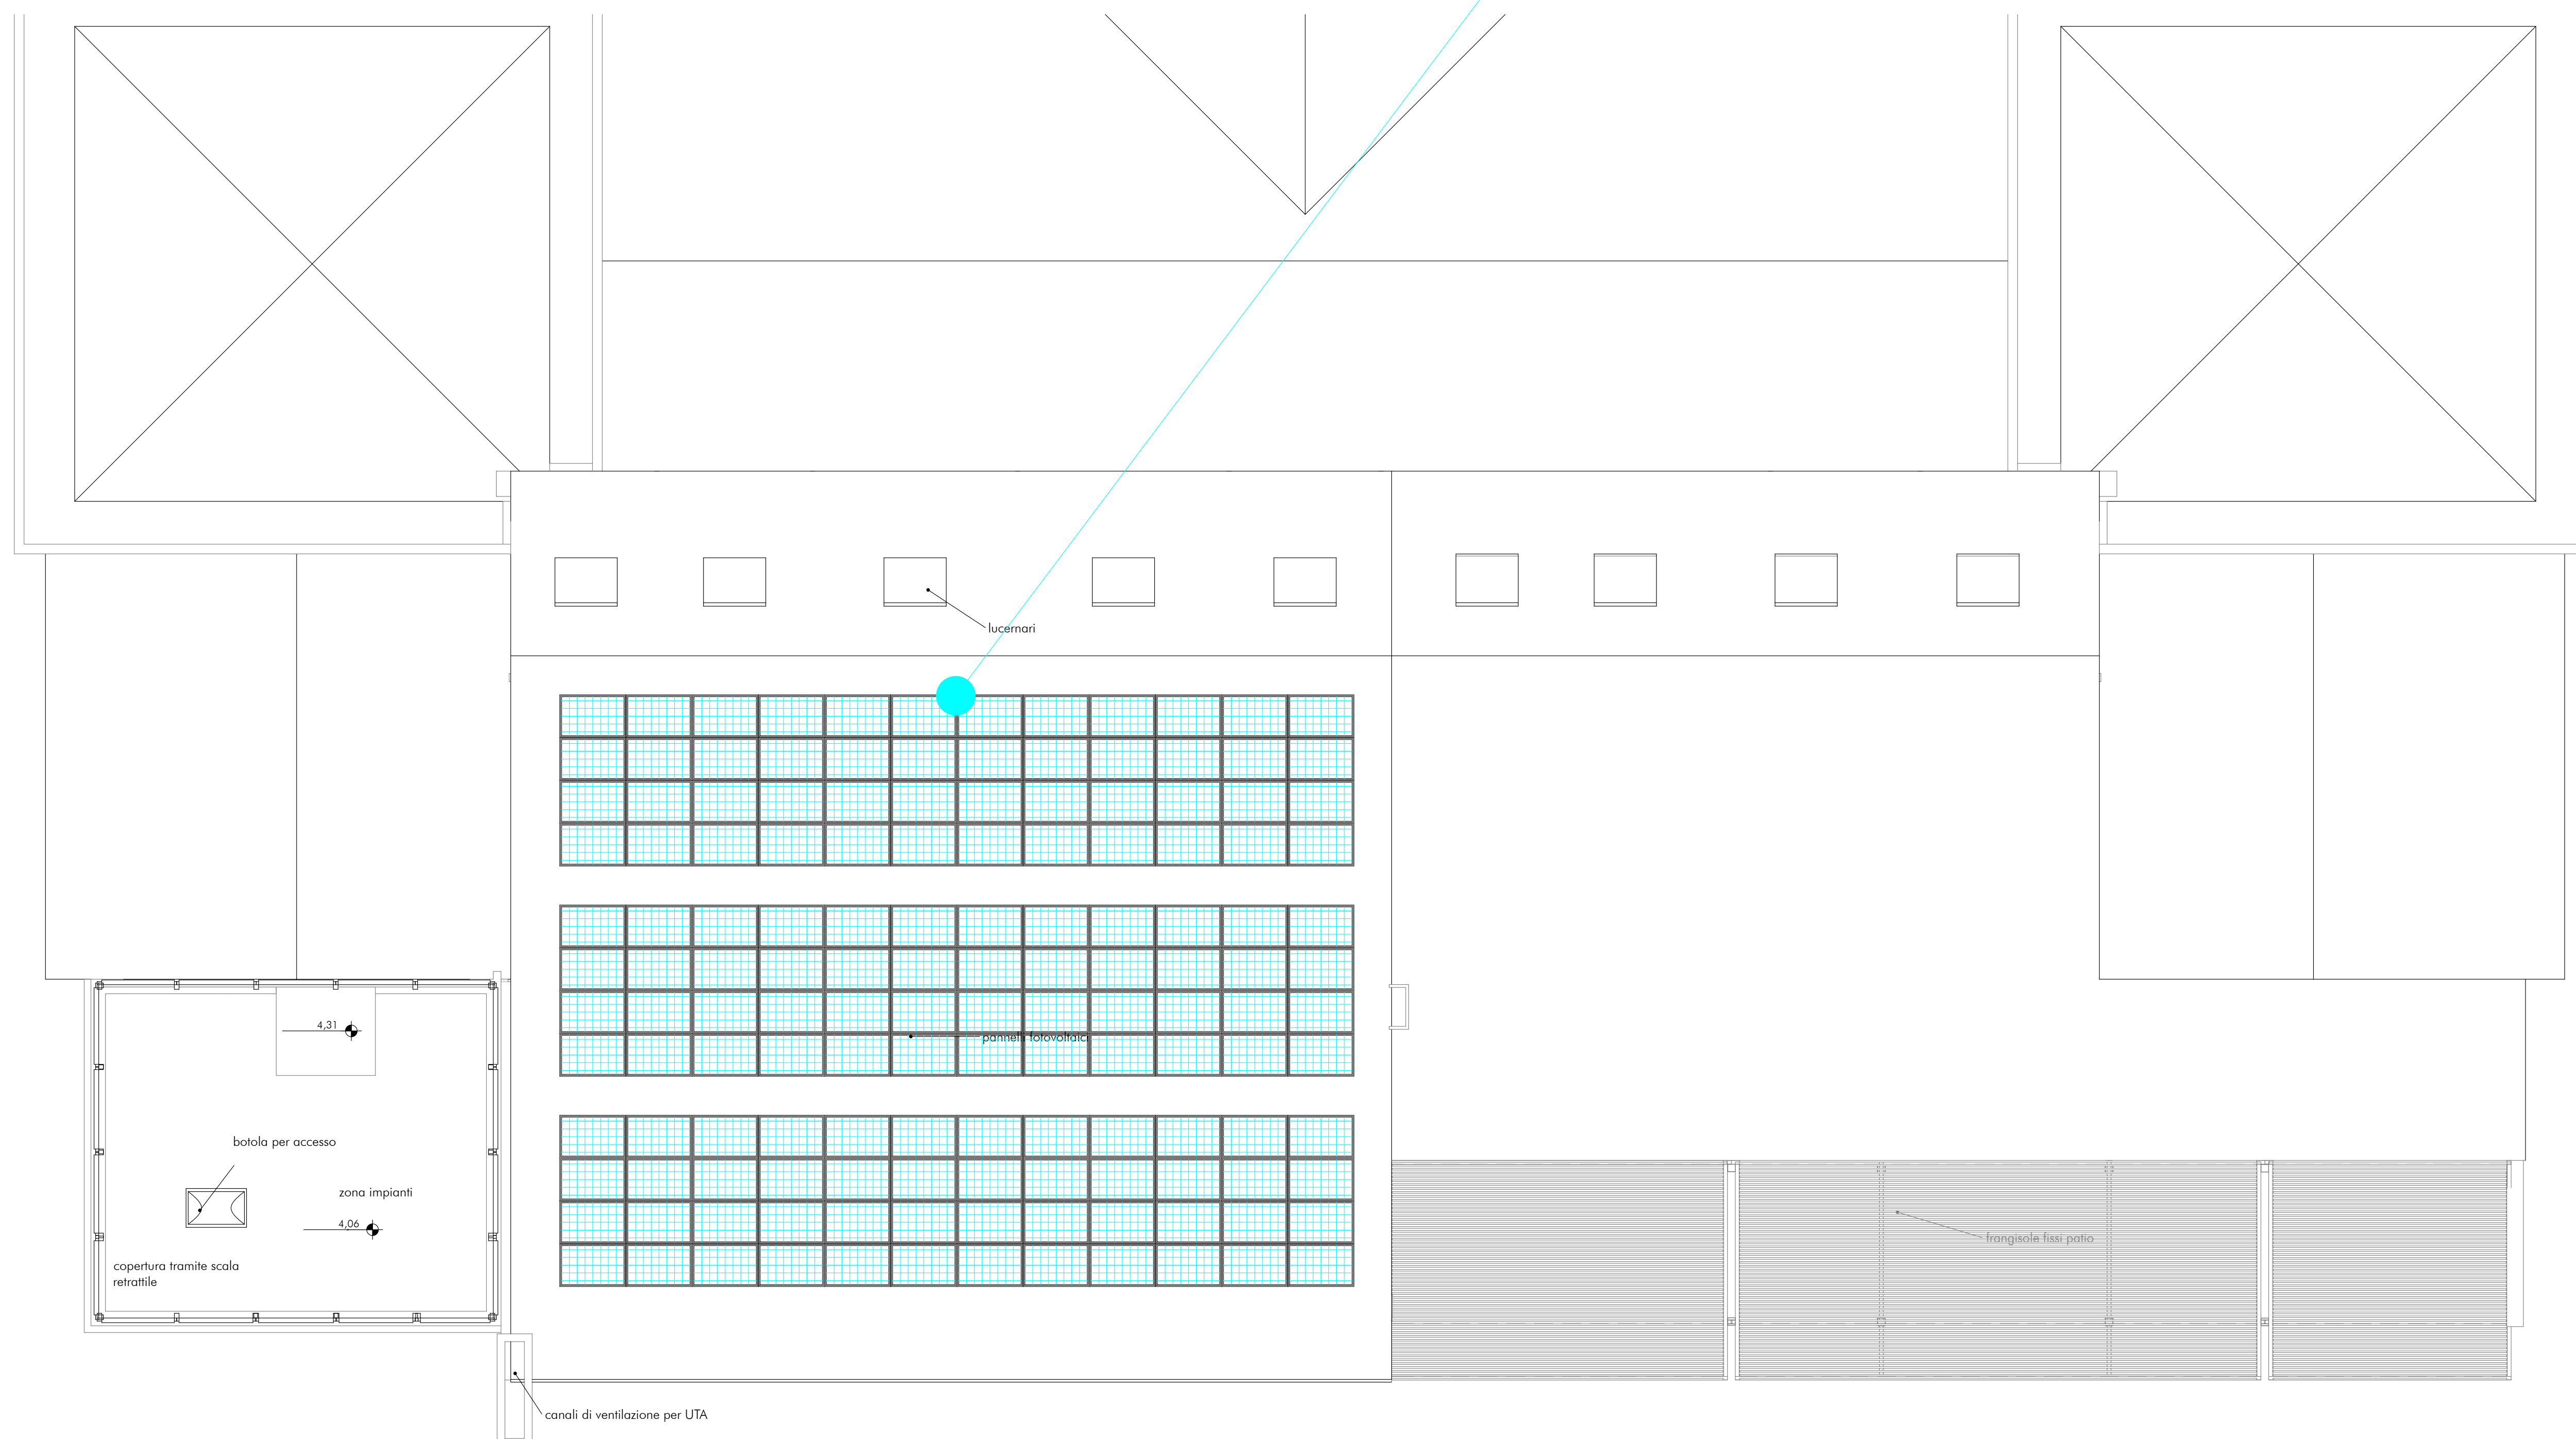 lucernari
4,31
pannelli fotovoltaici
botola per accesso
zona impianti
4,06
frangisole fissi patio
copertura tramite scala
retrattile
canali di ventilazione per UTA